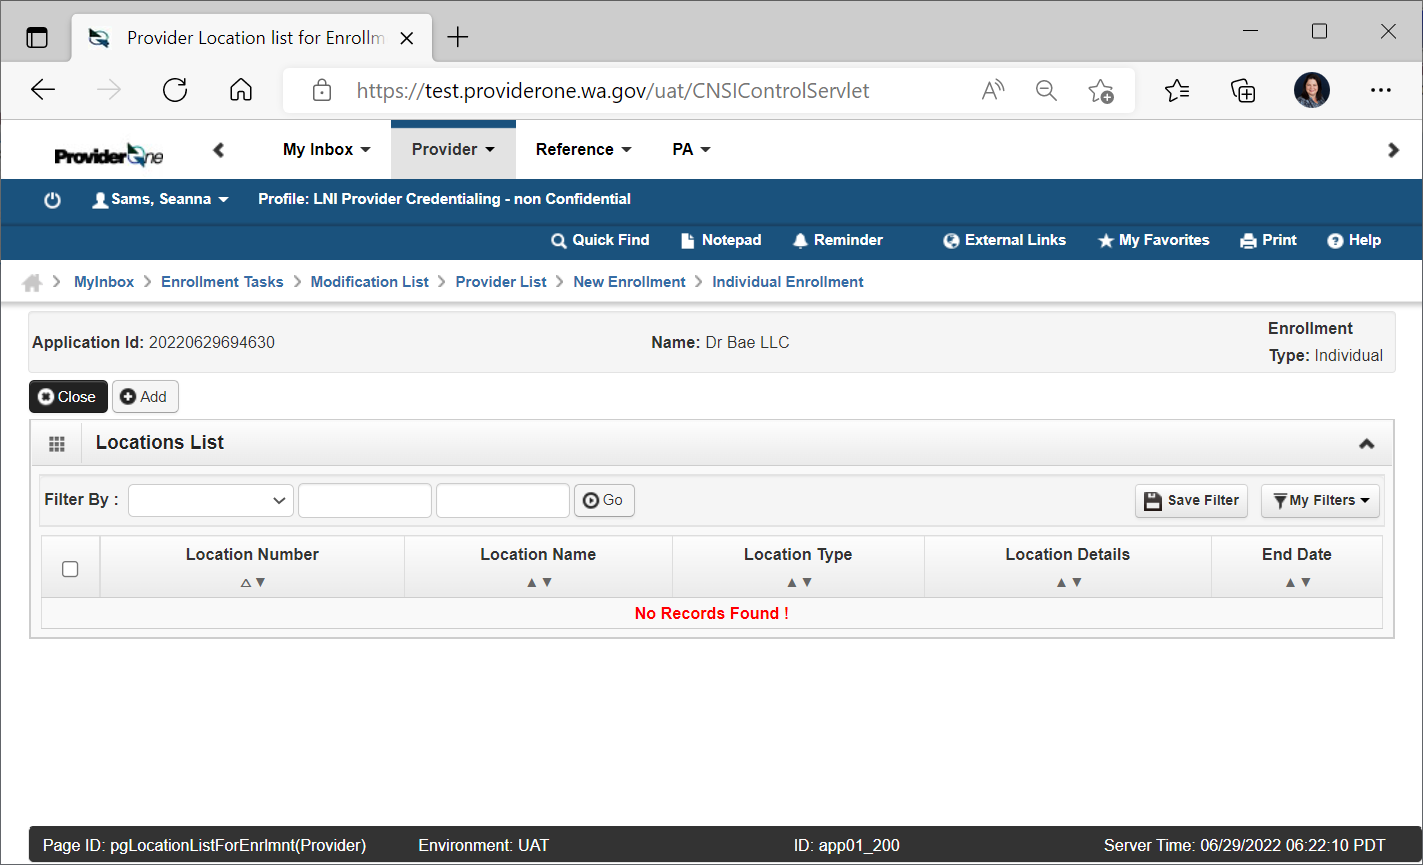 Provider Location list for Enrollm
https://test.providerone.wa.gov/uat/CNSIControlServlet
ProviderOne My Inbox Provider Reference PA
Sams, Seanna Profile: LNI Provider Credentialing - non Confidential
Quick Find Notepad Reminder External Links My Favorites Print Help
MyInbox Enrollment Tasks Modification List Provider List New Enrollment Individual Enrollment
Application Id: 20220629694630 Name: Dr Bae LLC Enrollment
Type: Individual
Close Add
Locations List
Filter By : Go Save Filter My Filters
Location Number Location Name Location Type Location Details End Date
No Records Found !
Page ID: pgLocationListForEnrlmnt(Provider) Environment: UAT ID: app01_200 Server Time: 06/29/2022 06:22:10 PDT